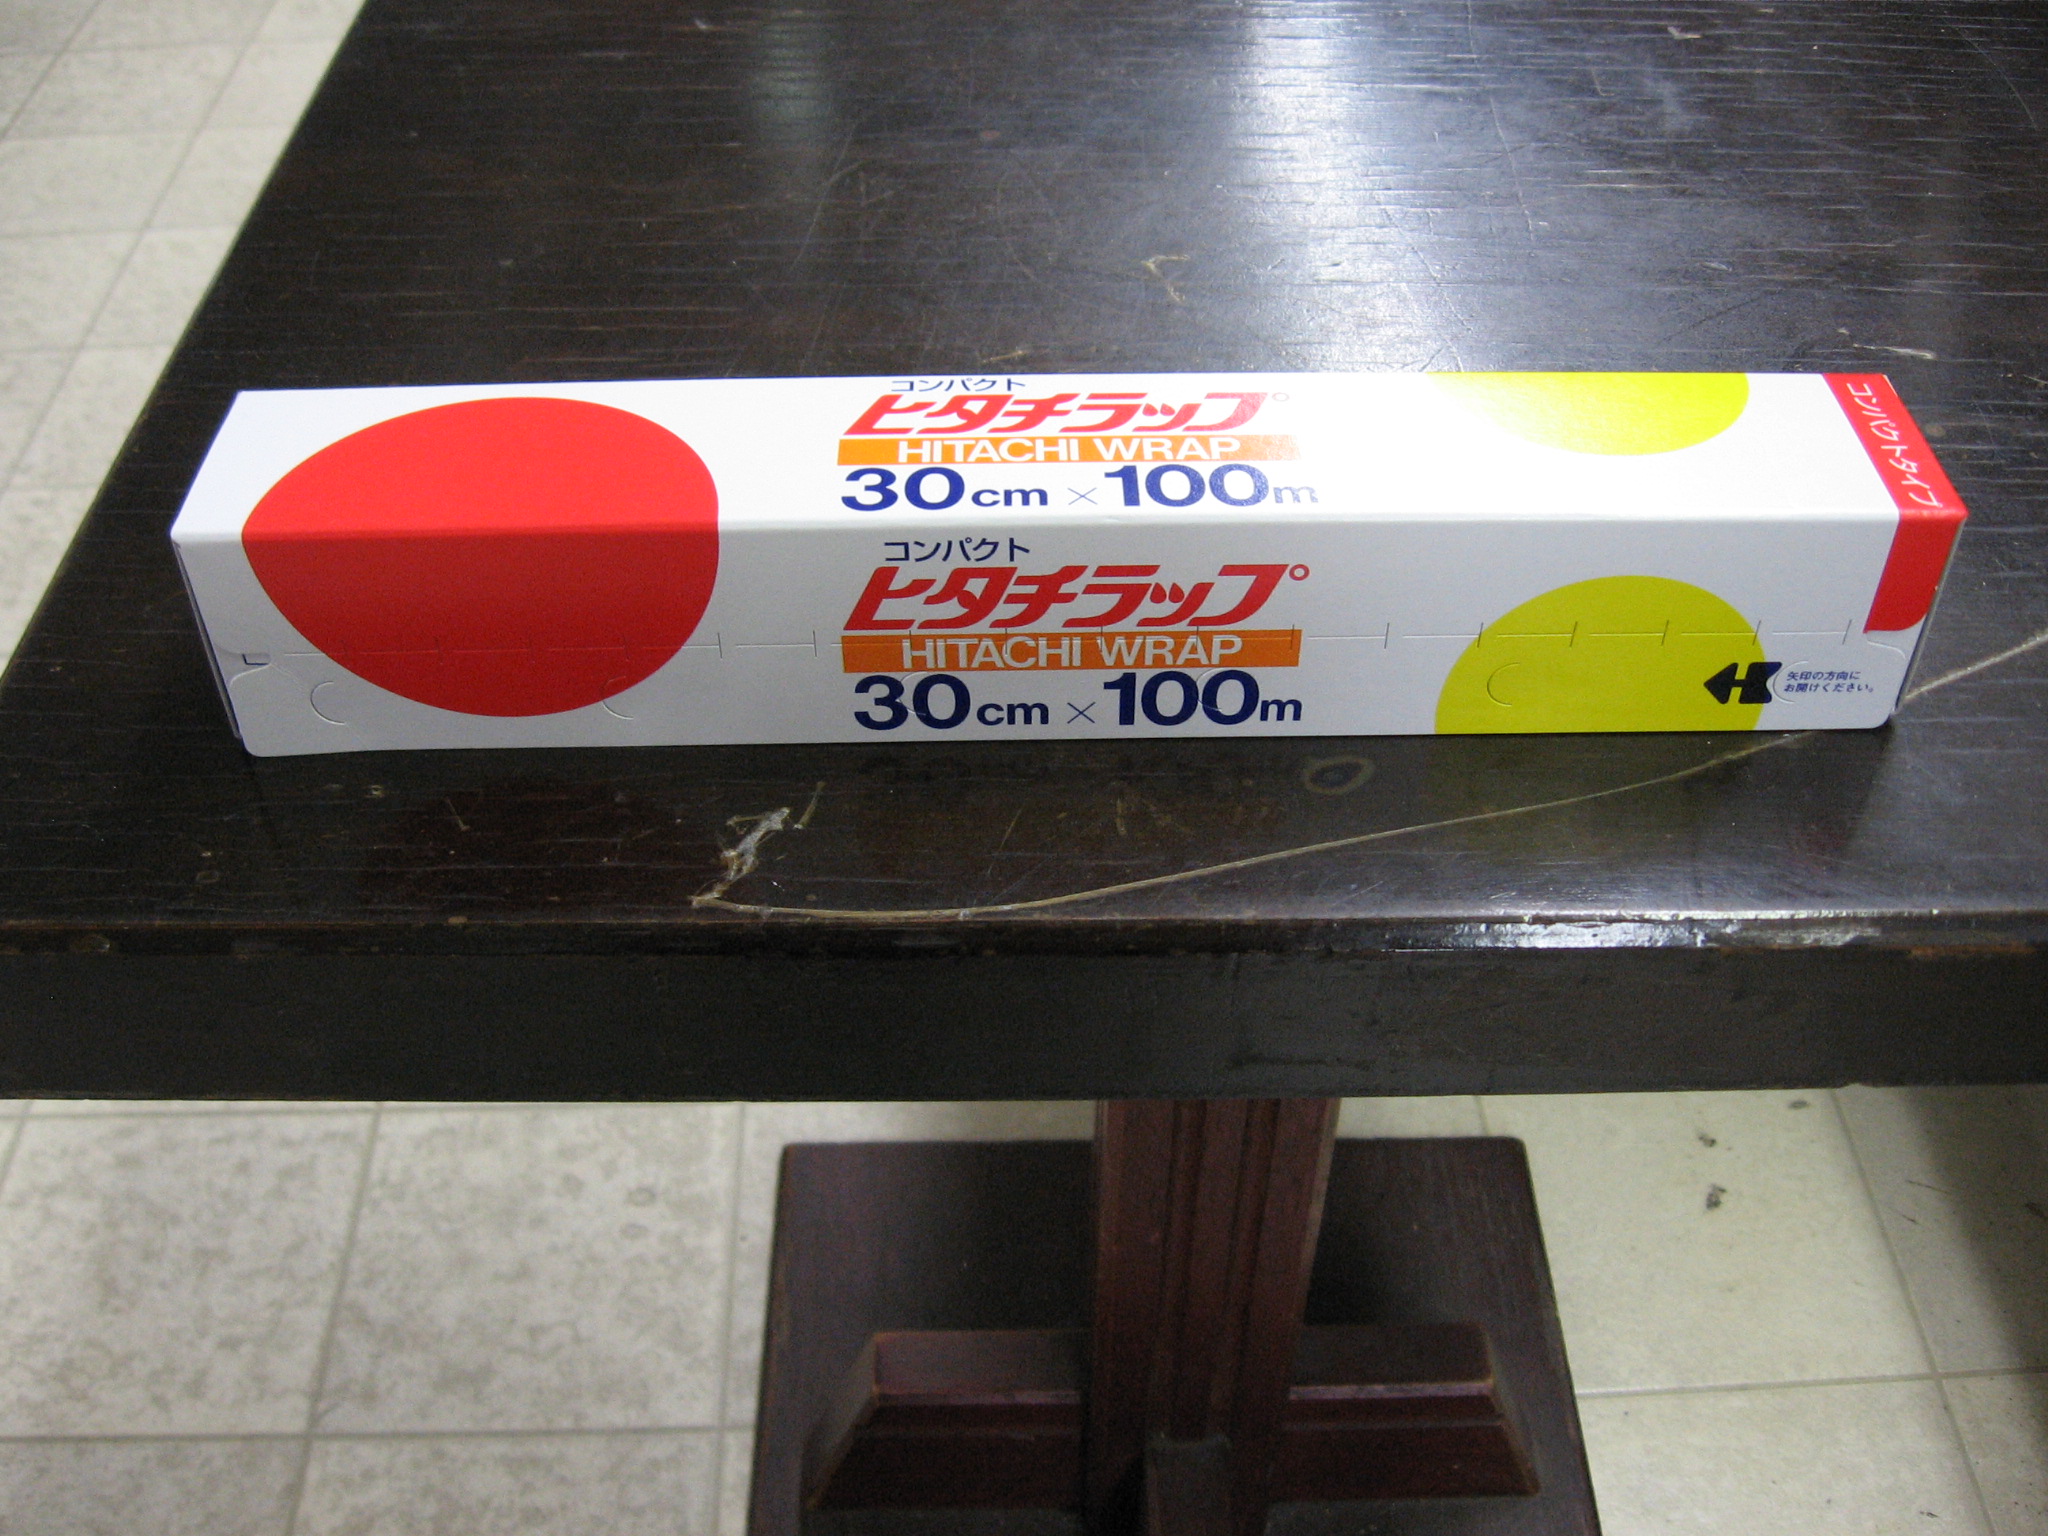 コンパクト
ヒタチラップ
HITACHI WRAP
30cm×100m
コンパクトタイプ
コンパクト
ヒタチラップ
HITACHI WRAP
30cm×100m
矢印の方向に
お開けください。